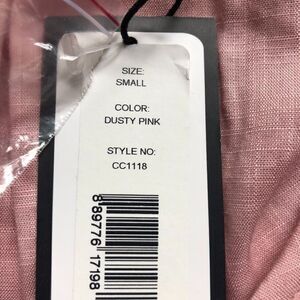 SIZE:
SMALL
COLOR:
DUSTY PINK
STYLE NO:
CC1118
8 89776 17198